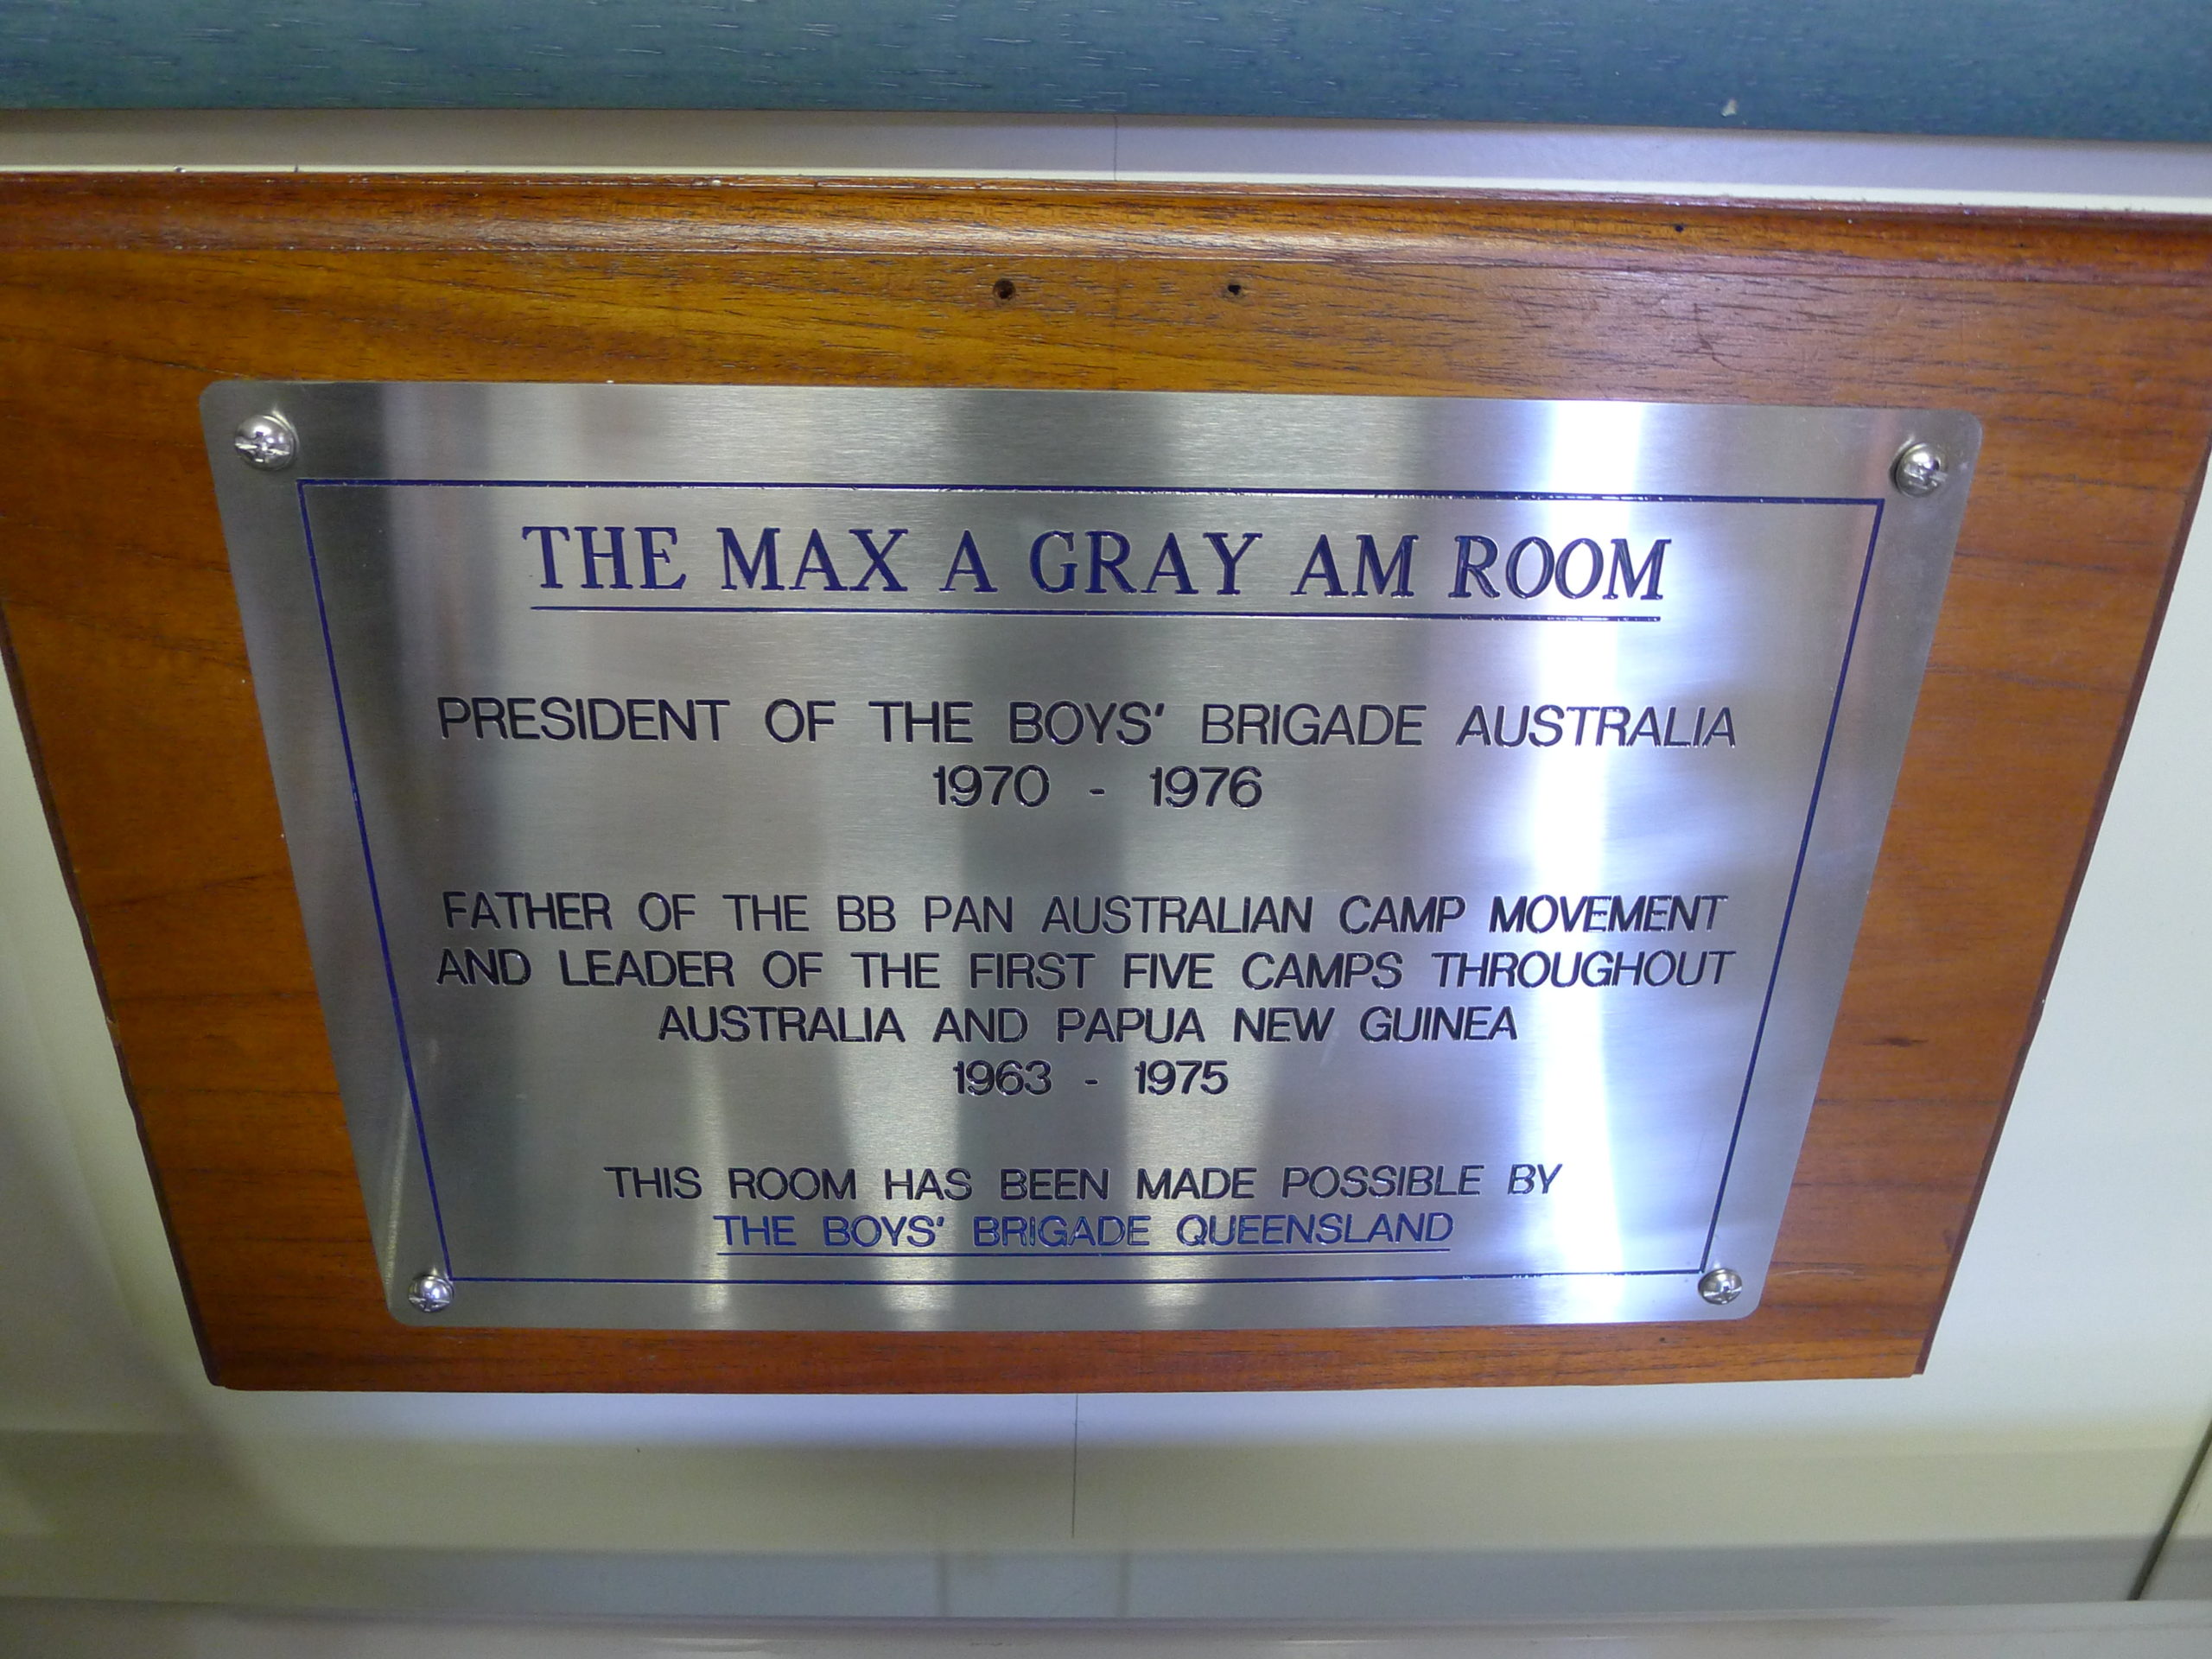 THE MAX A GRAY AM ROOM
PRESIDENT OF THE BOYS' BRIGADE AUSTRALIA
1970 - 1976
FATHER OF THE BB PAN AUSTRALIAN CAMP MOVEMENT
AND LEADER OF THE FIRST FIVE CAMPS THROUGHOUT
AUSTRALIA AND PAPUA NEW GUINEA
1963 - 1975
THIS ROOM HAS BEEN MADE POSSIBLE BY
THE BOYS' BRIGADE QUEENSLAND